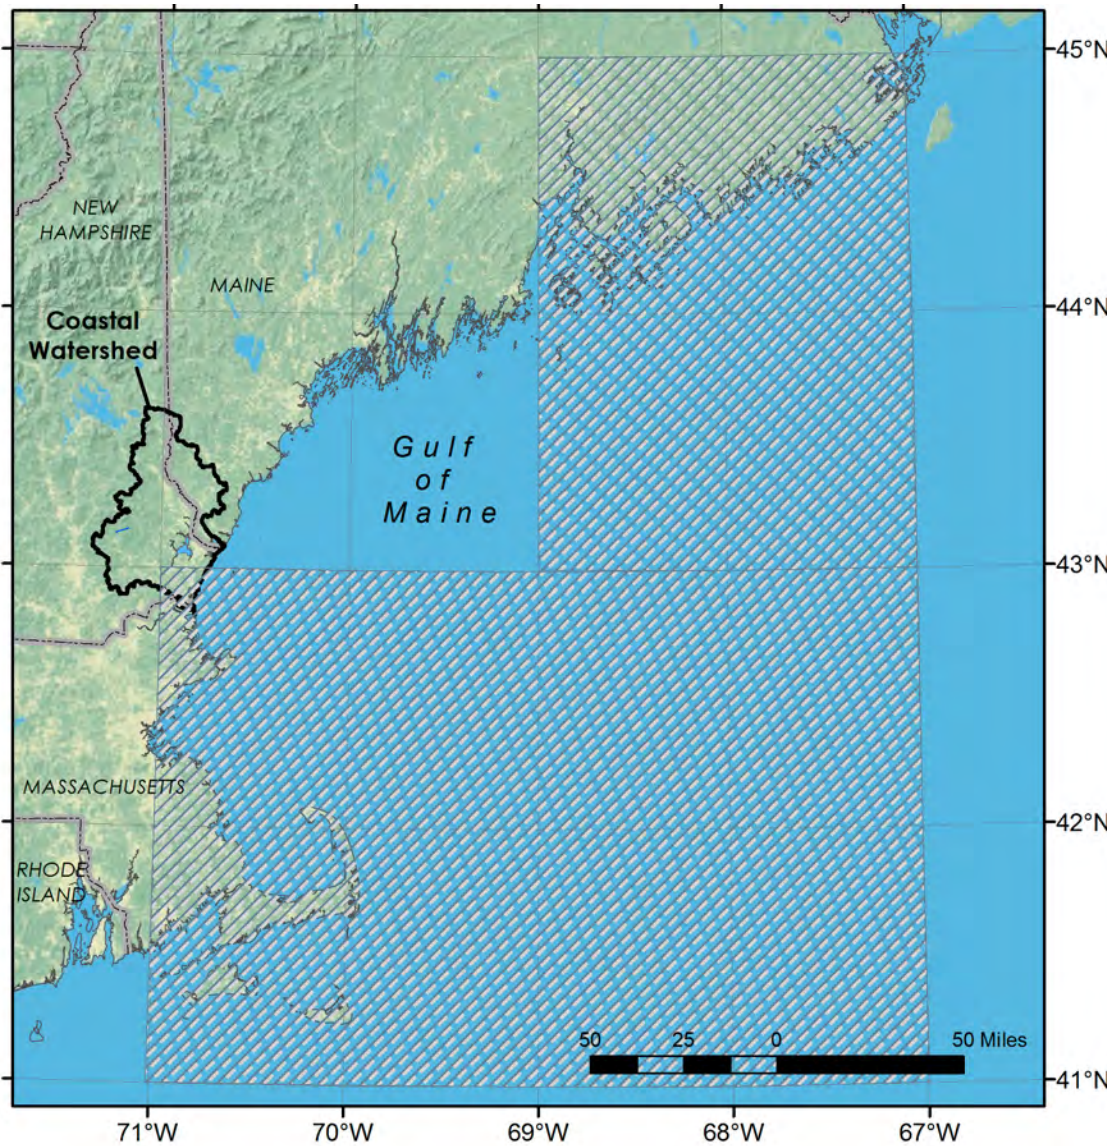 45°N
NEW
HAMPSHIRE
MAINE
44°N
Coastal
Watershed
Gulf
of
Maine
43°N
MASSACHUSETTS
42°N
RHODE
ISLAND
50 25 0 50 Miles
41°N
71°W 70°W 69°W 68°W 67°W